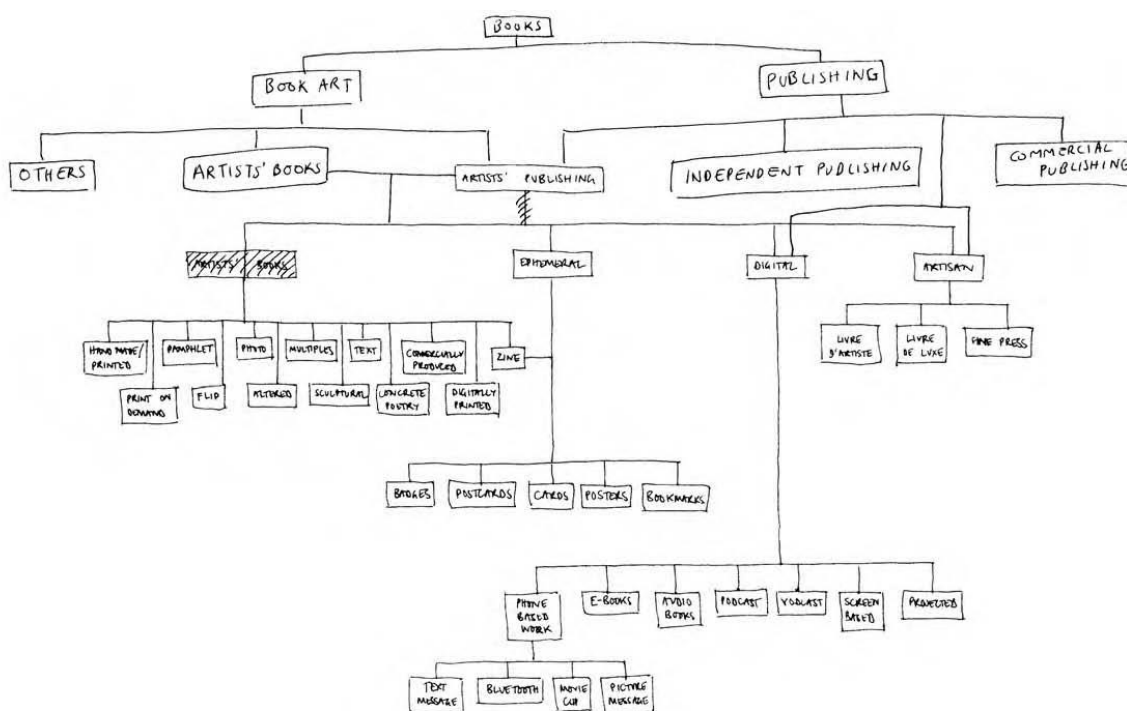 BOOKS
BOOK ART
PUBLISHING
OTHERS
ARTISTS' BOOKS
ARTISTS' PUBLISHING
INDEPENDENT PUBLISHING
COMMERCIAL
PUBLISHING
ARTISTS' BOOKS
EPHEMERAL
DIGITAL
ARTISAN
HAND MADE/
PRINTED
PAMPHLET
PHOTO
MULTIPLES
TEXT
COMMERCIALLY
PRODUCED
ZINE
LIVRE
D'ARTISTE
LIVRE
DE LUXE
FINE PRESS
PRINT ON
DEMAND
FLIP
ALTERED
SCULPTURAL
CONCRETE
POETRY
DIGITALLY
PRINTED
BADGES
POSTCARDS
CARDS
POSTERS
BOOKMARKS
PHONE
BASED
WORK
E-BOOKS
AUDIO
BOOKS
PODCAST
VODCAST
SCREEN
BASED
PROJECTED
TEXT
MESSAGE
BLUETOOTH
MOVIE
CLIP
PICTURE
MESSAGE